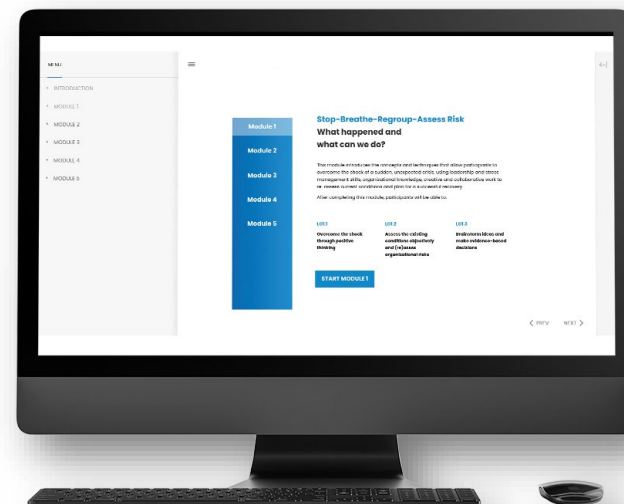 MENU
INTRODUCTION
MODULE 1
MODULE 2
MODULE 3
MODULE 4
MODULE 5
Module 1
Module 2
Module 3
Module 4
Module 5
Stop-Breathe-Regroup-Assess Risk
What happened and
what can we do?
This module introduces the concepts and techniques that allow participants to
overcome the shock of a sudden, unexpected crisis, using leadership and stress
management skills, organizational knowledge, creative and collaborative work to
re-assess current conditions and plan for a successful recovery.
After completing this module, participants will be able to:
LO1.1
Overcome the shock
through positive
thinking
LO1.2
Assess the existing
conditions objectively
and (re)assess
organizational risks
LO1.3
Brainstorm ideas and
make evidence-based
decisions
START MODULE 1
PREV
NEXT